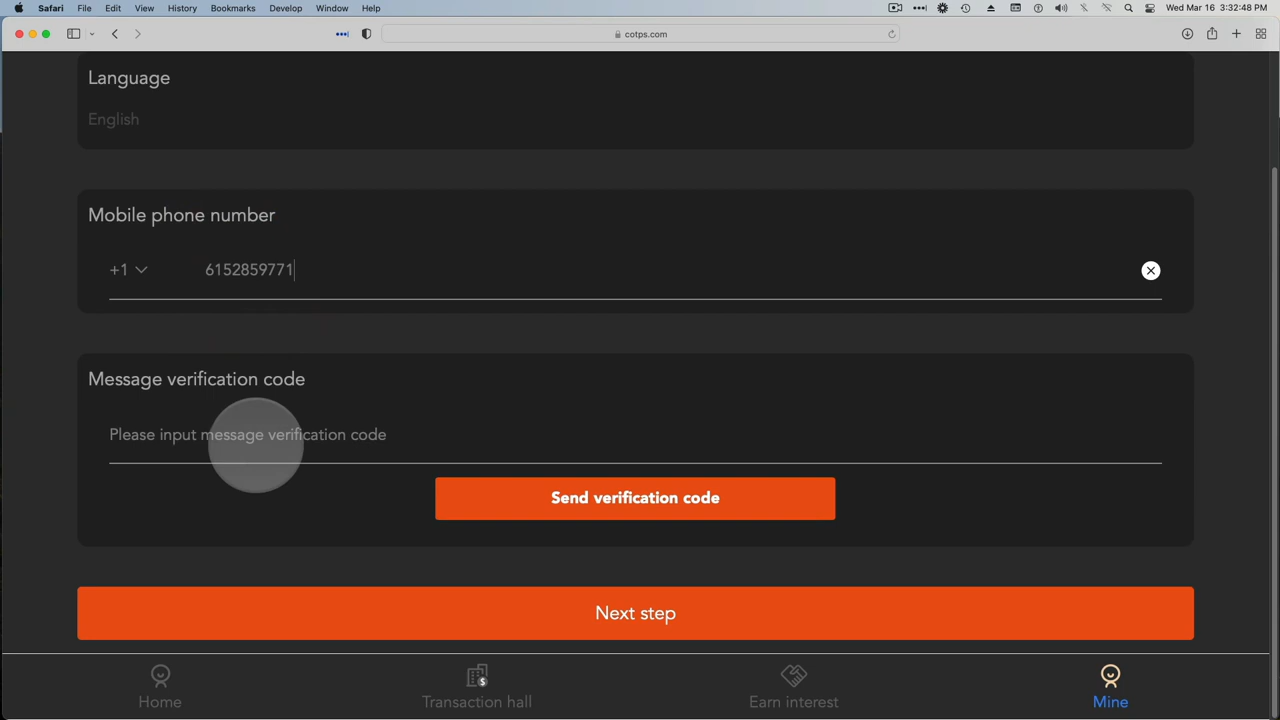 Safari File Edit View History Bookmarks Develop Window Help Wed Mar 16 3:32:48 PM
cotps.com
Language
English
Mobile phone number
+1 6152859771
Message verification code
Please input message verification code
Send verification code
Next step
Home Transaction hall Earn interest Mine